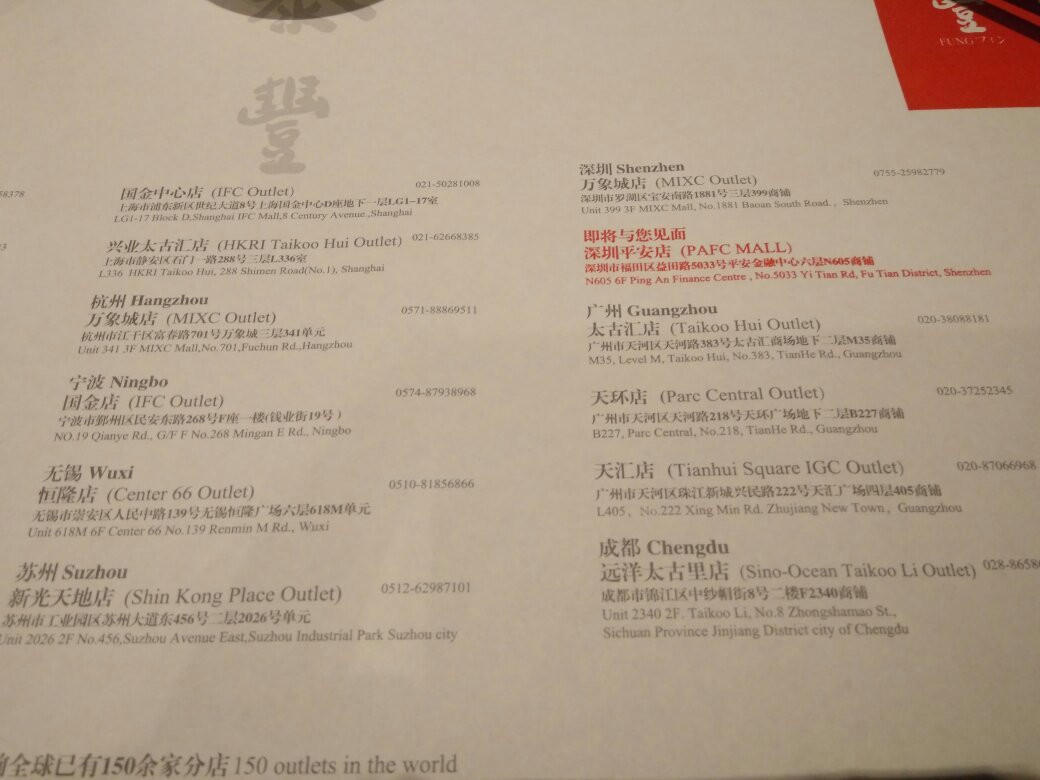 豐
FUNG フォン
58378
国金中心店 (IFC Outlet) 021-50281008
上海市浦东新区世纪大道8号上海国金中心D座地下一层LG1-17室
LG1-17 Block D,Shanghai IFC Mall,8 Century Avenue.,Shanghai
兴业太古汇店 (HKRI Taikoo Hui Outlet) 021-62668385
上海市静安区石门一路288号三层L336室
L336 HKRI Taikoo Hui, 288 Shimen Road(No.1), Shanghai
杭州 Hangzhou
万象城店 (MIXC Outlet) 0571-88869511
杭州市江干区富春路701号万象城三层341单元
Unit 341 3F MIXC Mall,No.701,Fuchun Rd.,Hangzhou
宁波 Ningbo
国金店 (IFC Outlet) 0574-87938968
宁波市鄞州区民安东路268号F座一楼(钱业街19号)
NO.19 Qianye Rd., G/F F No.268 Mingan E Rd., Ningbo
无锡 Wuxi
恒隆店 (Center 66 Outlet) 0510-81856866
无锡市崇安区人民中路139号无锡恒隆广场六层618M单元
Unit 618M 6F Center 66 No.139 Renmin M Rd., Wuxi
苏州 Suzhou
新光天地店 (Shin Kong Place Outlet) 0512-62987101
苏州市工业园区苏州大道东456号二层2026号单元
Unit 2026 2F No.456,Suzhou Avenue East,Suzhou Industrial Park Suzhou city
深圳 Shenzhen
万象城店 (MIXC Outlet) 0755-25982779
深圳市罗湖区宝安南路1881号三层399商铺
Unit 399 3F MIXC Mall, No.1881 Baoan South Road. , Shenzhen
即将与您见面
深圳平安店 (PAFC MALL)
深圳市福田区益田路5033号平安金融中心六层N605商铺
N605 6F Ping An Finance Centre , No.5033 Yi Tian Rd, Fu Tian District, Shenzhen
广州 Guangzhou
太古汇店 (Taikoo Hui Outlet) 020-38088181
广州市天河区天河路383号太古汇商场地下二层M35商铺
M35, Level M, Taikoo Hui, No.383, TianHe Rd., Guangzhou
天环店 (Parc Central Outlet) 020-37252345
广州市天河区天河路218号天环广场地下二层B227商铺
B227, Parc Central, No.218, TianHe Rd., Guangzhou
天汇店 (Tianhui Square IGC Outlet) 020-87066968
广州市天河区珠江新城兴民路222号天汇广场四层405商铺
L405, No.222 Xing Min Rd. Zhujiang New Town, Guangzhou
成都 Chengdu
远洋太古里店 (Sino-Ocean Taikoo Li Outlet) 028-8658
成都市锦江区中纱帽街8号二楼F2340商铺
Unit 2340 2F. Taikoo Li, No.8 Zhongshamao St.,
Sichuan Province Jinjiang District city of Chengdu
全球已有150余家分店 150 outlets in the world